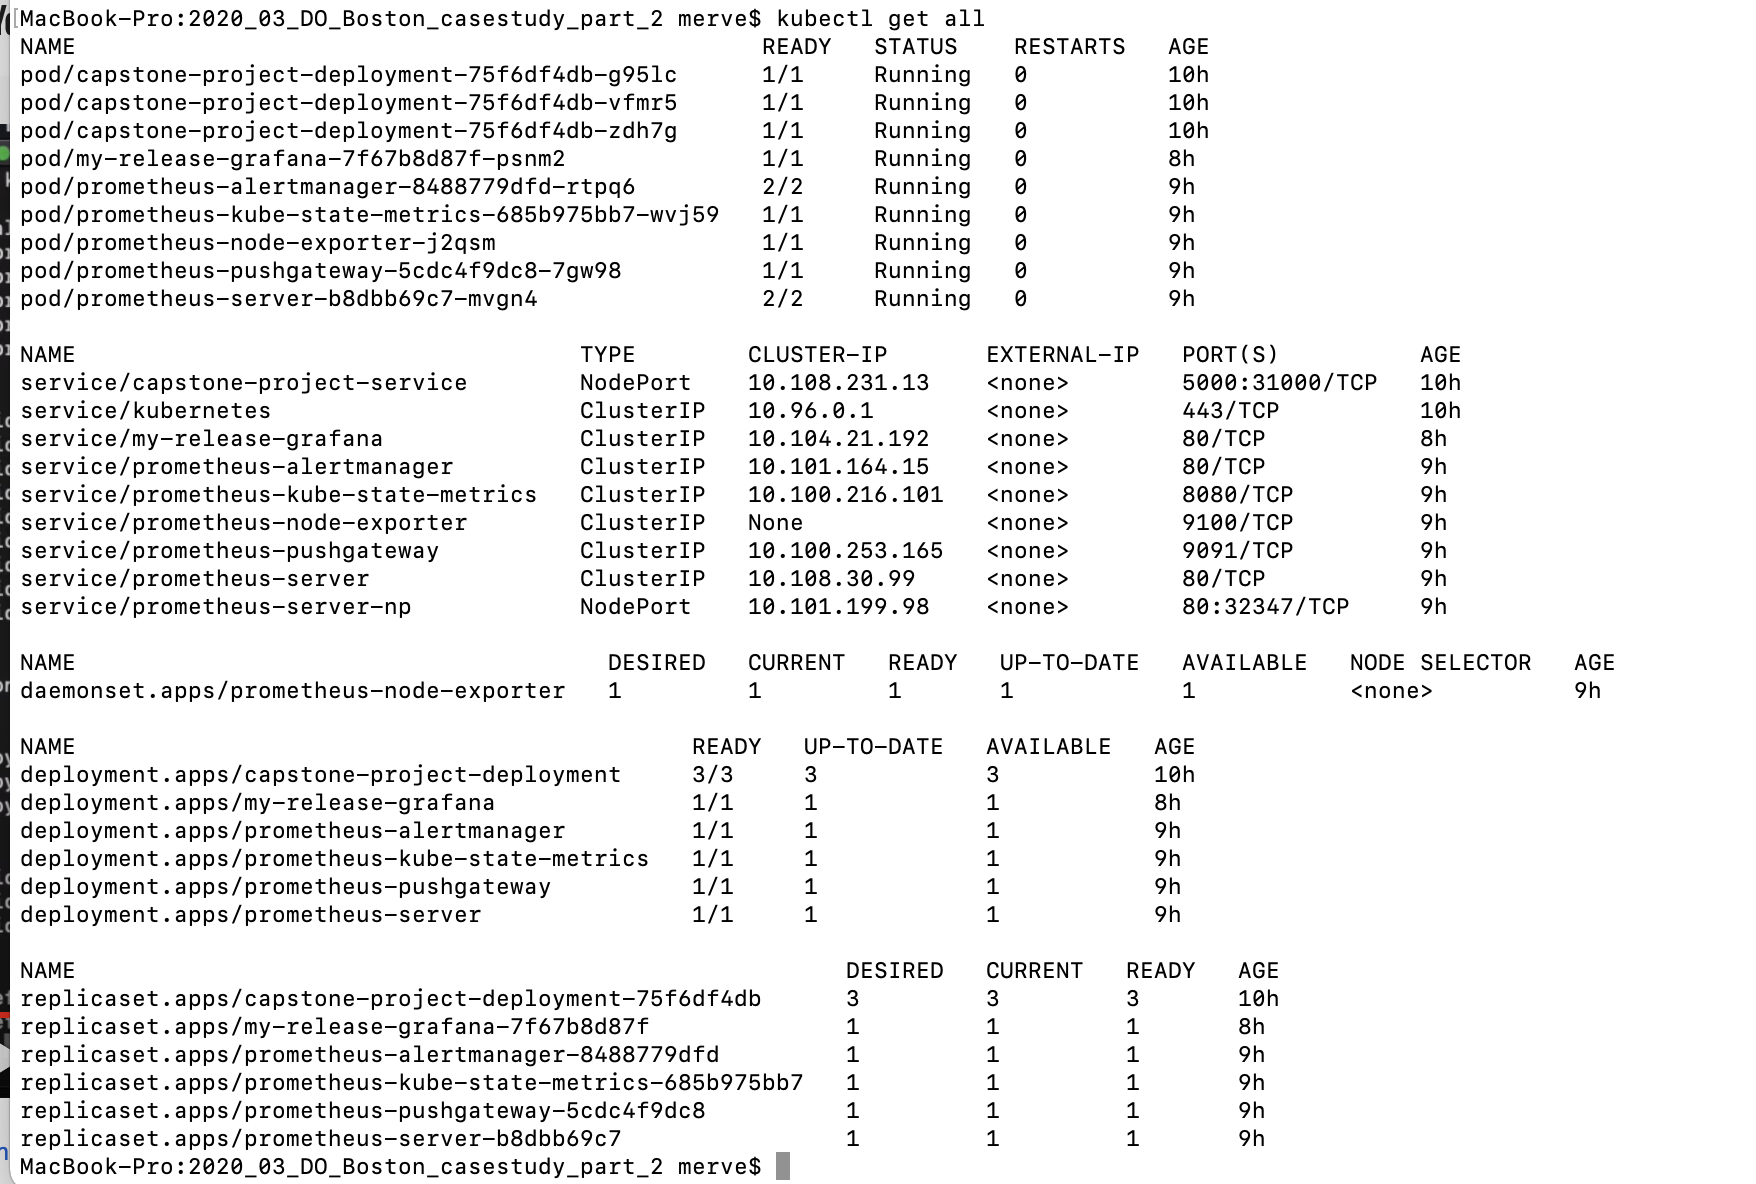 MacBook-Pro:2020_03_DO_Boston_casestudy_part_2 merve$ kubectl get all
NAME READY STATUS RESTARTS AGE
pod/capstone-project-deployment-75f6df4db-g95lc 1/1 Running 0 10h
pod/capstone-project-deployment-75f6df4db-vfmr5 1/1 Running 0 10h
pod/capstone-project-deployment-75f6df4db-zdh7g 1/1 Running 0 10h
pod/my-release-grafana-7f67b8d87f-psnm2 1/1 Running 0 8h
pod/prometheus-alertmanager-8488779dfd-rtpq6 2/2 Running 0 9h
pod/prometheus-kube-state-metrics-685b975bb7-wvj59 1/1 Running 0 9h
pod/prometheus-node-exporter-j2qsm 1/1 Running 0 9h
pod/prometheus-pushgateway-5cdc4f9dc8-7gw98 1/1 Running 0 9h
pod/prometheus-server-b8dbb69c7-mvgn4 2/2 Running 0 9h
NAME TYPE CLUSTER-IP EXTERNAL-IP PORT(S) AGE
service/capstone-project-service NodePort 10.108.231.13 <none> 5000:31000/TCP 10h
service/kubernetes ClusterIP 10.96.0.1 <none> 443/TCP 10h
service/my-release-grafana ClusterIP 10.104.21.192 <none> 80/TCP 8h
service/prometheus-alertmanager ClusterIP 10.101.164.15 <none> 80/TCP 9h
service/prometheus-kube-state-metrics ClusterIP 10.100.216.101 <none> 8080/TCP 9h
service/prometheus-node-exporter ClusterIP None <none> 9100/TCP 9h
service/prometheus-pushgateway ClusterIP 10.100.253.165 <none> 9091/TCP 9h
service/prometheus-server ClusterIP 10.108.30.99 <none> 80/TCP 9h
service/prometheus-server-np NodePort 10.101.199.98 <none> 80:32347/TCP 9h
NAME DESIRED CURRENT READY UP-TO-DATE AVAILABLE NODE SELECTOR AGE
daemonset.apps/prometheus-node-exporter 1 1 1 1 1 <none> 9h
NAME READY UP-TO-DATE AVAILABLE AGE
deployment.apps/capstone-project-deployment 3/3 3 3 10h
deployment.apps/my-release-grafana 1/1 1 1 8h
deployment.apps/prometheus-alertmanager 1/1 1 1 9h
deployment.apps/prometheus-kube-state-metrics 1/1 1 1 9h
deployment.apps/prometheus-pushgateway 1/1 1 1 9h
deployment.apps/prometheus-server 1/1 1 1 9h
NAME DESIRED CURRENT READY AGE
replicaset.apps/capstone-project-deployment-75f6df4db 3 3 3 10h
replicaset.apps/my-release-grafana-7f67b8d87f 1 1 1 8h
replicaset.apps/prometheus-alertmanager-8488779dfd 1 1 1 9h
replicaset.apps/prometheus-kube-state-metrics-685b975bb7 1 1 1 9h
replicaset.apps/prometheus-pushgateway-5cdc4f9dc8 1 1 1 9h
replicaset.apps/prometheus-server-b8dbb69c7 1 1 1 9h
MacBook-Pro:2020_03_DO_Boston_casestudy_part_2 merve$